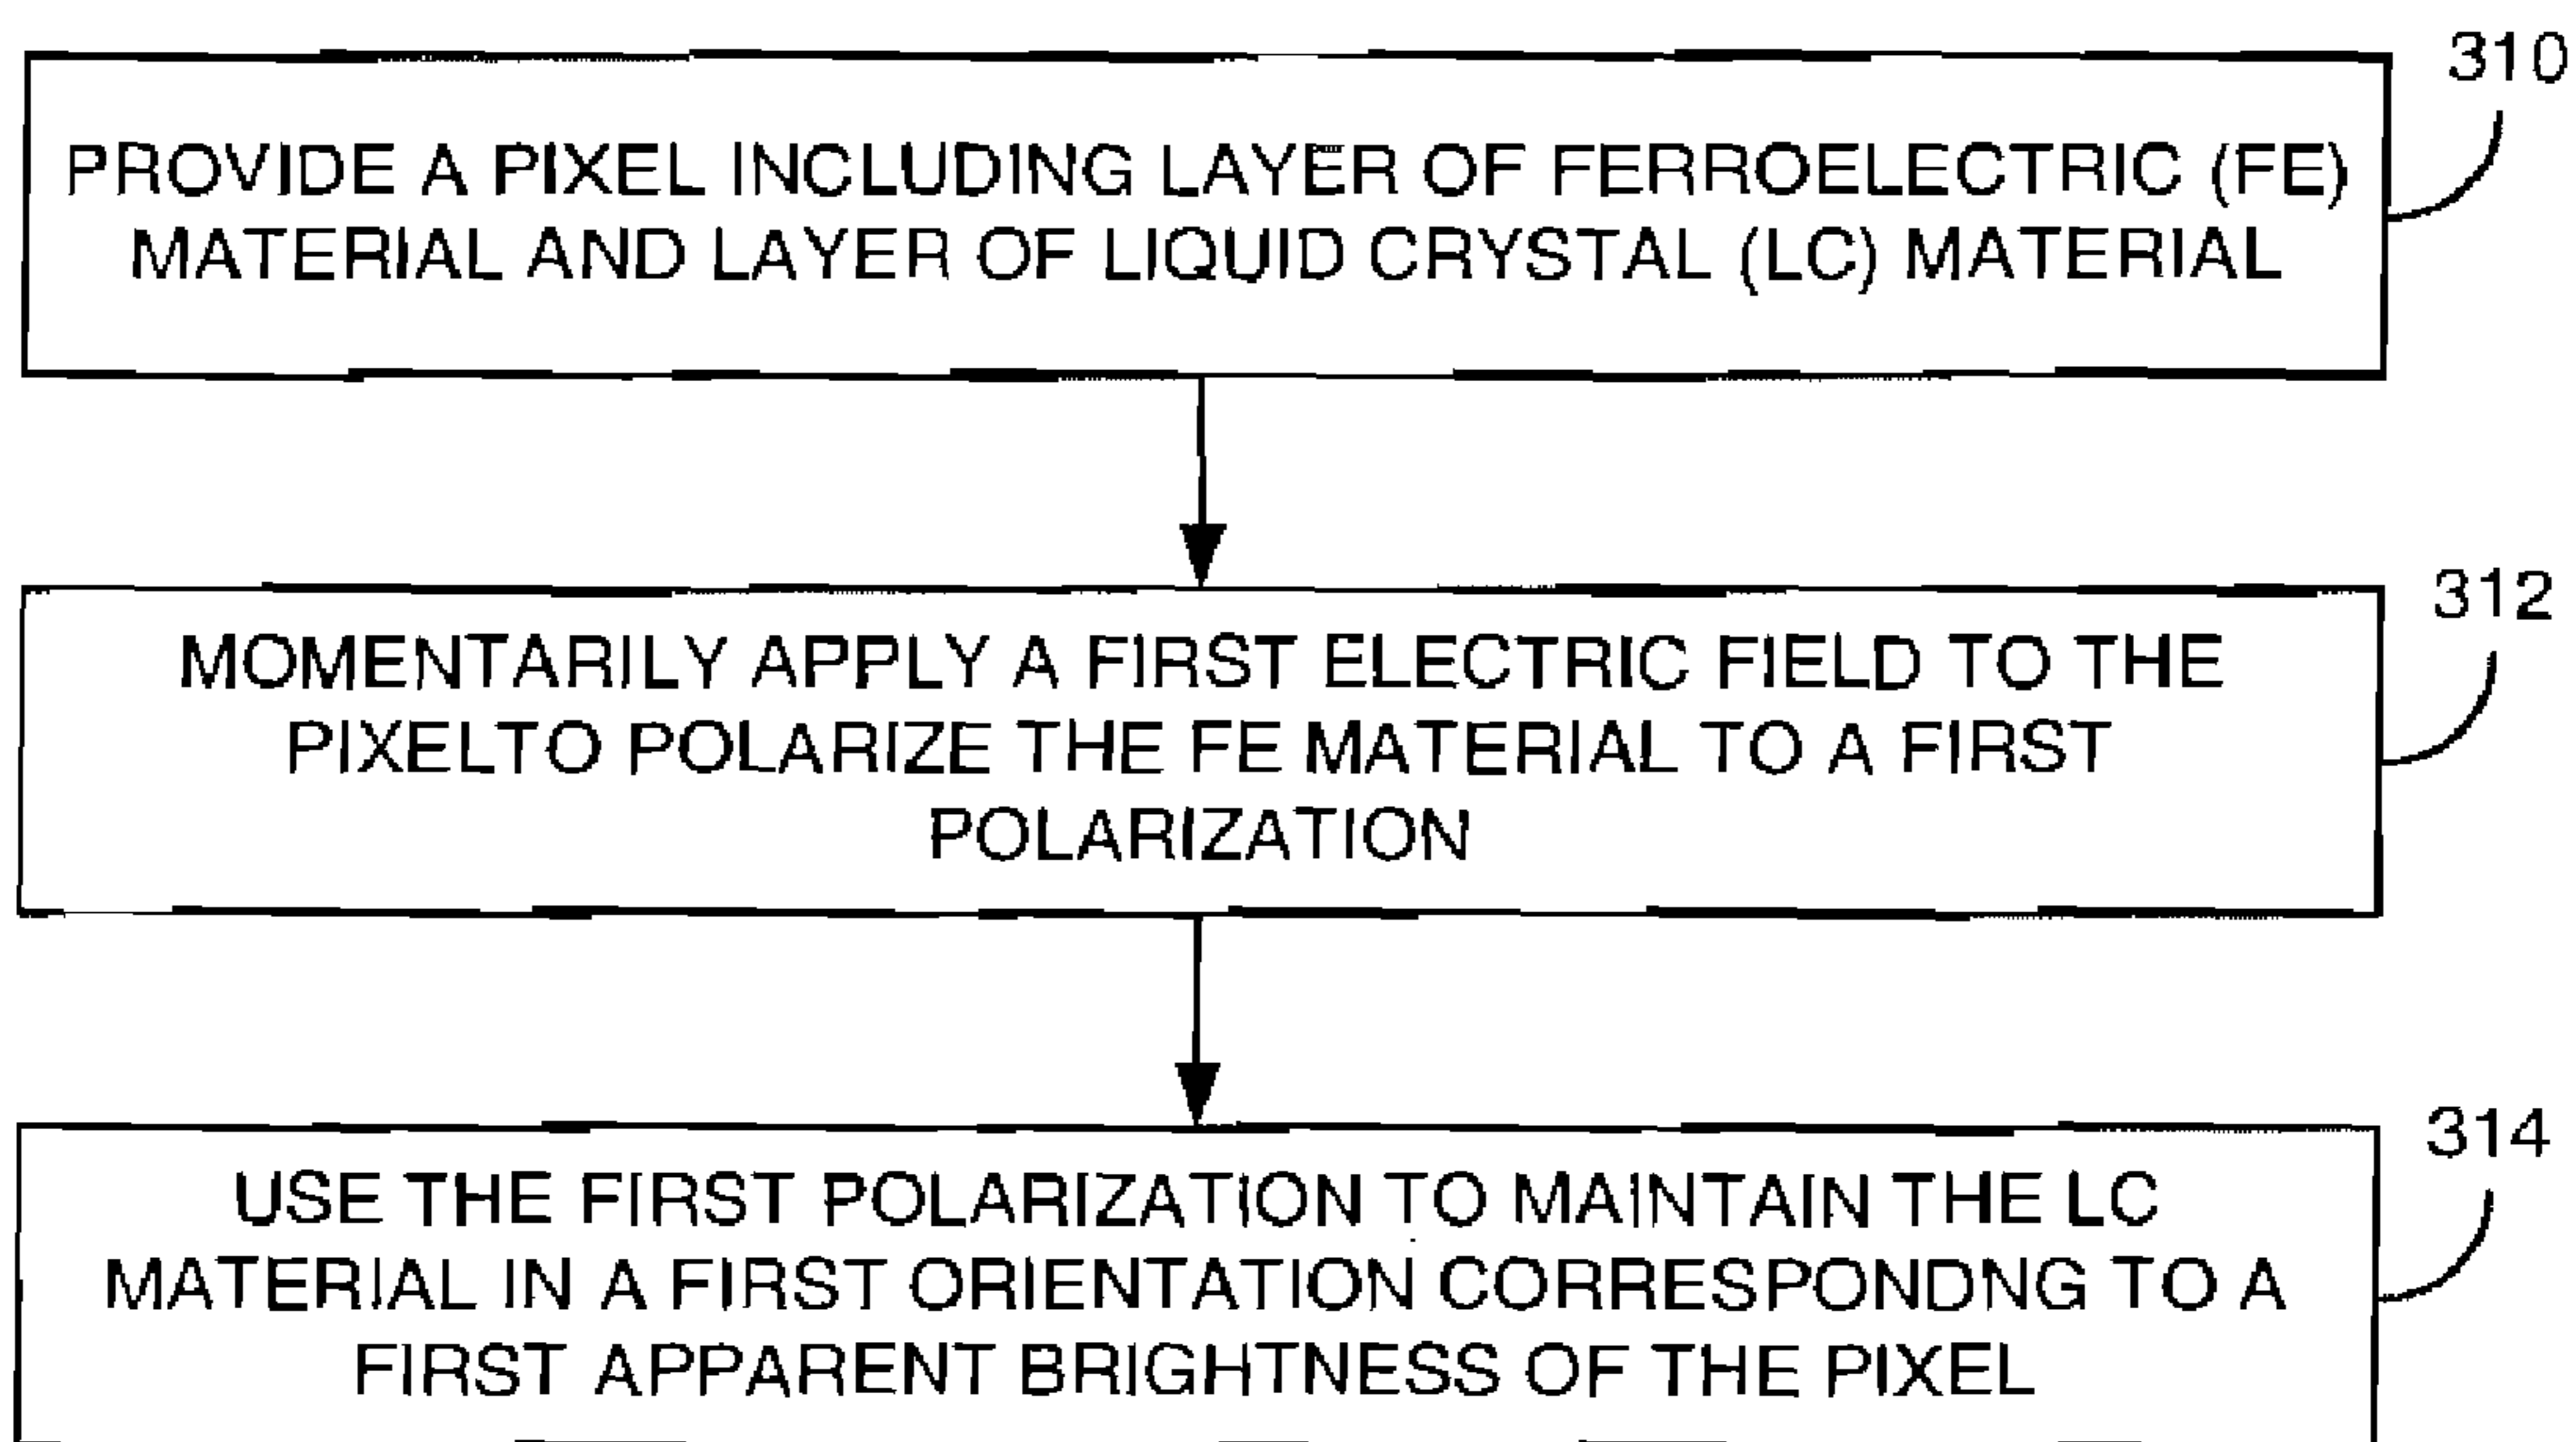 310
PROVIDE A PIXEL INCLUDING LAYER OF FERROELECTRIC (FE)
MATERIAL AND LAYER OF LIQUID CRYSTAL (LC) MATERIAL
312
MOMENTARILY APPLY A FIRST ELECTRIC FIELD TO THE
PIXELTO POLARIZE THE FE MATERIAL TO A FIRST
POLARIZATION
314
USE THE FIRST POLARIZATION TO MAINTAIN THE LC
MATERIAL IN A FIRST ORIENTATION CORRESPONDNG TO A
FIRST APPARENT BRIGHTNESS OF THE PIXEL